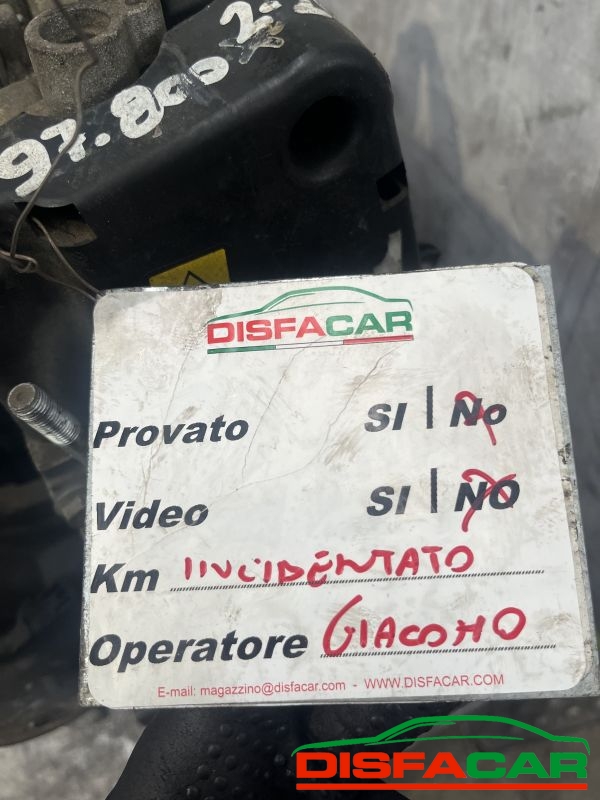 97.800 2.
DISFACAR
Provato SI | No
Video SI | NO
Km INCIDENTATO
Operatore GIACOMO
E-mail: magazzino@disfacar.com - WWW.DISFACAR.COM
DISFACAR